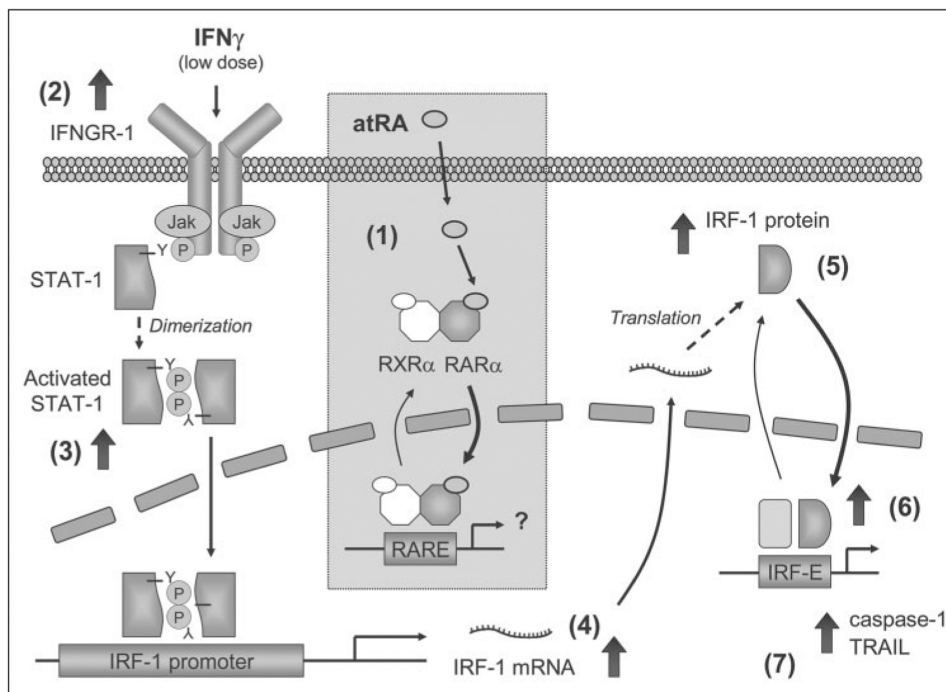 IFNγ
(low dose)
(2)
IFNGR-1
Jak
Jak
P
P
Y
STAT-1
Dimerization
Activated
STAT-1
Y
P
P
Y
(3)
Y
P
P
Y
IRF-1 promoter
atRA
(1)
RXRα RARα
RARE
?
IRF-1 mRNA
(4)
Translation
IRF-1 protein
(5)
(6)
IRF-E
caspase-1
TRAIL
(7)